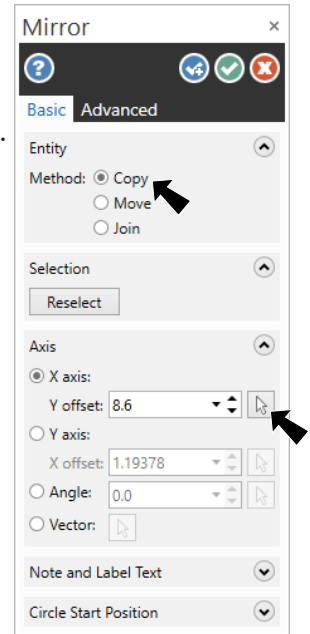 Mirror ×
?
Basic Advanced
.
Entity
Method: Copy
Move
Join
Selection
Reselect
Axis
X axis:
Y offset: 8.6
Y axis:
X offset: 1.19378
Angle: 0.0
Vector:
Note and Label Text
Circle Start Position